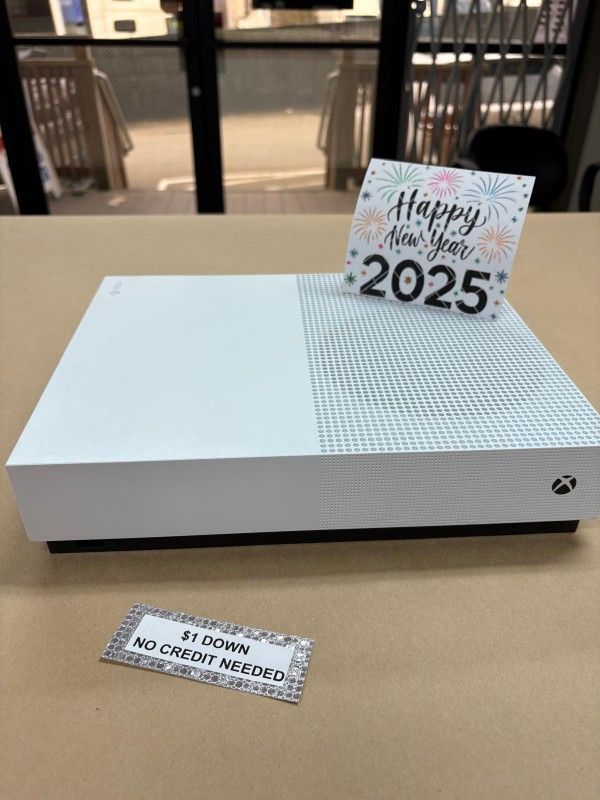 Happy
New Year
2025
$1 DOWN
NO CREDIT NEEDED